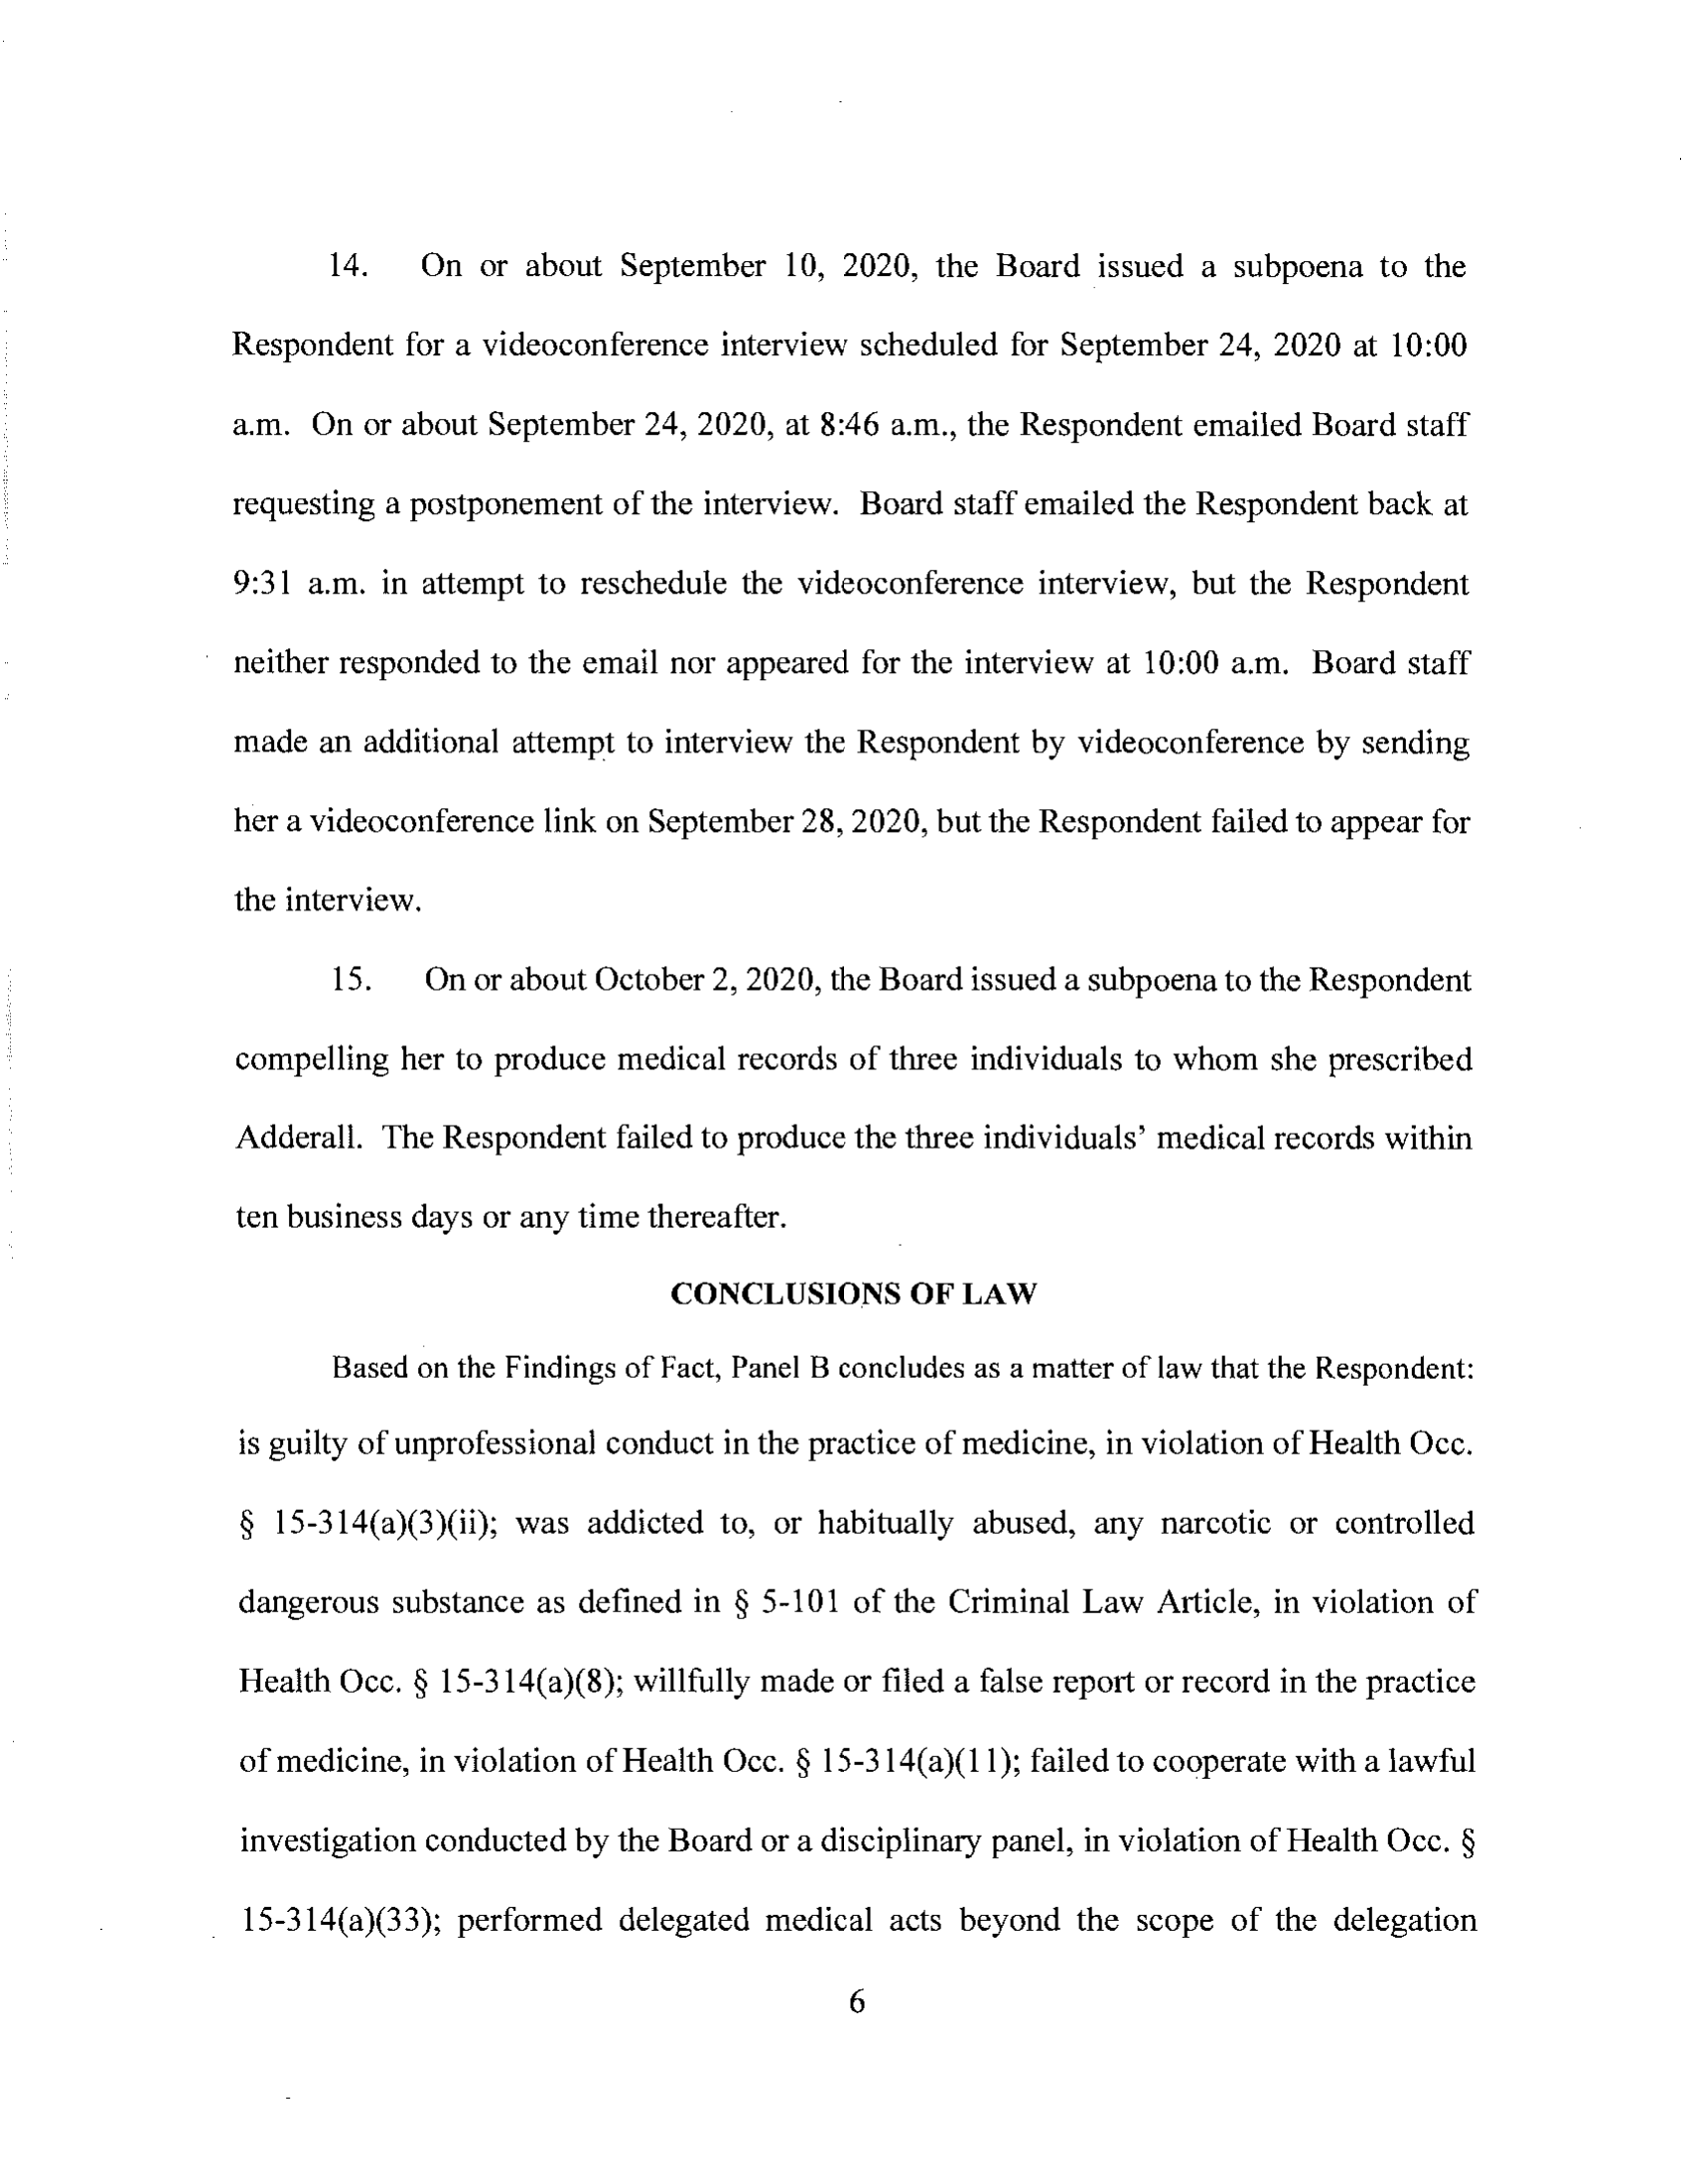 14. On or about September 10, 2020, the Board issued a subpoena to the
Respondent for a videoconference interview scheduled for September 24, 2020 at 10:00
a.m. On or about September 24, 2020, at 8:46 a.m., the Respondent emailed Board staff
requesting a postponement of the interview. Board staff emailed the Respondent back at
9:31 a.m. in attempt to reschedule the videoconference interview, but the Respondent
neither responded to the email nor appeared for the interview at 10:00 a.m. Board staff
made an additional attempt to interview the Respondent by videoconference by sending
her a videoconference link on September 28, 2020, but the Respondent failed to appear for
the interview.
15. On or about October 2, 2020, the Board issued a subpoena to the Respondent
compelling her to produce medical records of three individuals to whom she prescribed
Adderall. The Respondent failed to produce the three individuals' medical records within
ten business days or any time thereafter.
CONCLUSIONS OF LAW
Based on the Findings of Fact, Panel B concludes as a matter of law that the Respondent:
is guilty of unprofessional conduct in the practice of medicine, in violation of Health Occ.
§ 15-314(a)(3)(ii); was addicted to, or habitually abused, any narcotic or controlled
dangerous substance as defined in § 5-101 of the Criminal Law Article, in violation of
Health Occ. § 15-314(a)(8); willfully made or filed a false report or record in the practice
of medicine, in violation of Health Occ. § 15-314(a)(11); failed to cooperate with a lawful
investigation conducted by the Board or a disciplinary panel, in violation of Health Occ. §
15-314(a)(33); performed delegated medical acts beyond the scope of the delegation
6